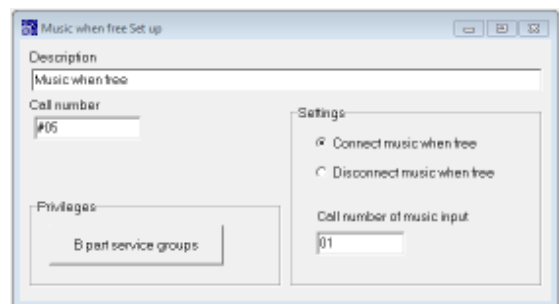 Music when free Set up
Description
Music when free
Call number
#05
Settings
Connect music when free
Disconnect music when free
Privileges
B part service groups
Call number of music input
01